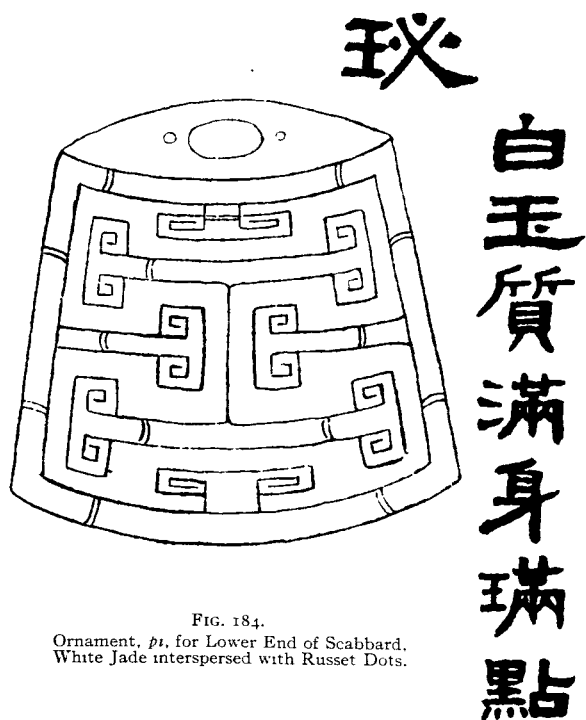 珌
白玉質滿身璊點
FIG. 184.
Ornament, pi, for Lower End of Scabbard.
White Jade interspersed with Russet Dots.